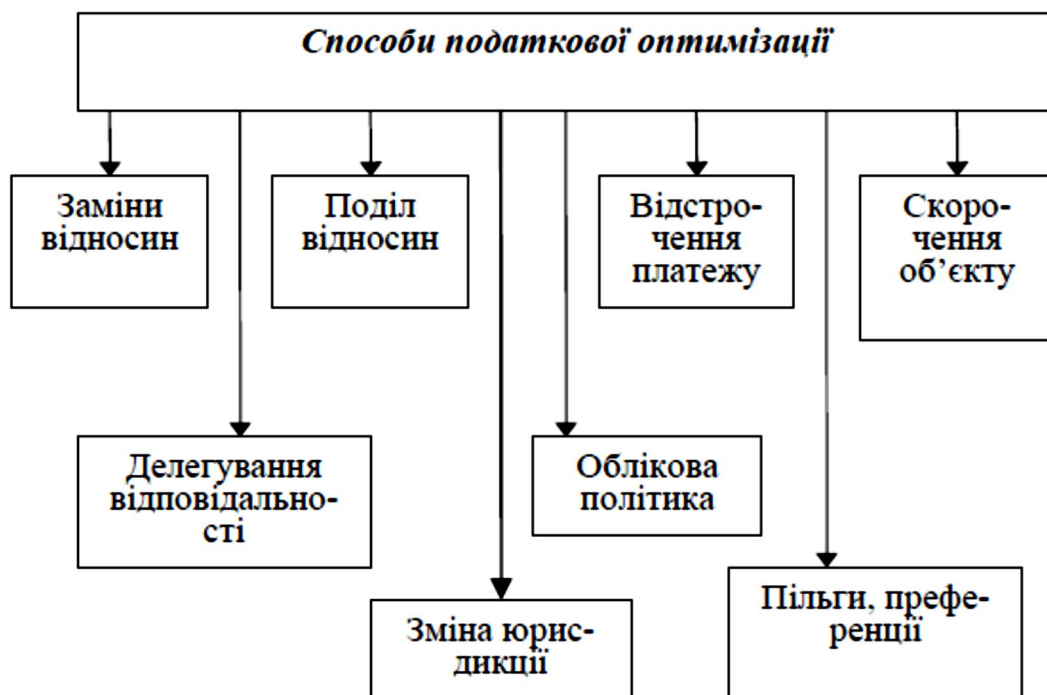 Способи податкової оптимізації
Заміни
відносин
Поділ
відносин
Відстро-
чення
платежу
Скоро-
чення
об’єкту
Делегування
відповідально-
сті
Облікова
політика
Зміна юрис-
дикції
Пільги, префе-
ренції